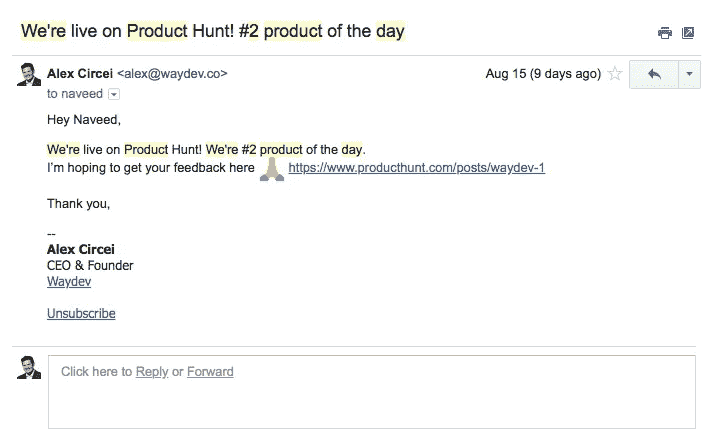 We're live on Product Hunt! #2 product of the day
Alex Circei <alex@waydev.co>
Aug 15 (9 days ago)
to naveed
Hey Naveed,
We're live on Product Hunt! We're #2 product of the day.
I'm hoping to get your feedback here https://www.producthunt.com/posts/waydev-1
Thank you,
--
Alex Circei
CEO & Founder
Waydev
Unsubscribe
Click here to Reply or Forward